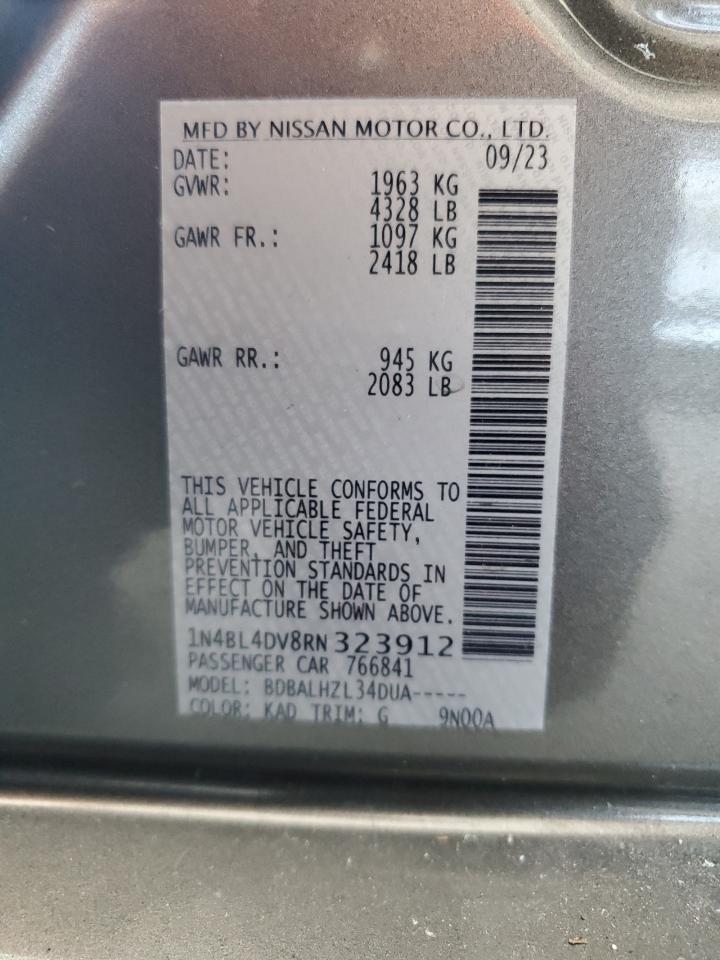 MFD BY NISSAN MOTOR CO., LTD.
DATE: 09/23
GVWR: 1963 KG
4328 LB
GAWR FR.: 1097 KG
2418 LB
GAWR RR.: 945 KG
2083 LB
THIS VEHICLE CONFORMS TO
ALL APPLICABLE FEDERAL
MOTOR VEHICLE SAFETY,
BUMPER, AND THEFT
PREVENTION STANDARDS IN
EFFECT ON THE DATE OF
MANUFACTURE SHOWN ABOVE.
1N4BL4DV8RN323912
PASSENGER CAR 766841
MODEL: BDBALHZL34DUA-----
COLOR: KAD TRIM: G 9N00A